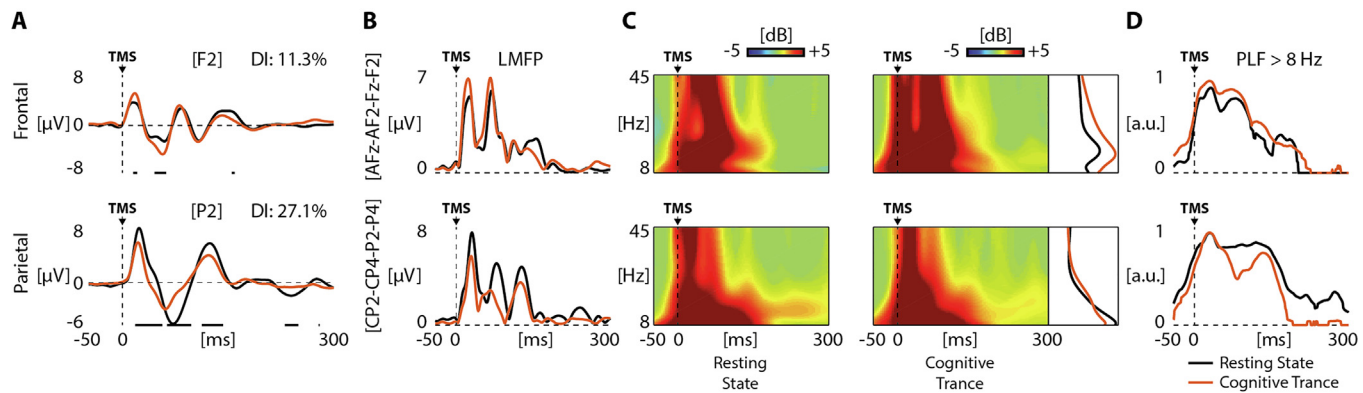 A
B
C
D
TMS
[F2]
DI: 11.3%
8
0
-8
[µV]
Frontal
TMS
[P2]
DI: 27.1%
8
0
-6
[µV]
Parietal
-50
0
[ms]
300
TMS
LMFP
7
[µV]
0
[AFz-AF2-Fz-F2]
TMS
8
[µV]
0
[CP2-CP4-P2-P4]
-50
0
[ms]
300
[dB]
-5
+5
TMS
45
[Hz]
8
[dB]
-5
+5
TMS
TMS
45
[Hz]
8
TMS
0
[ms]
300
Resting
State
-50
0
[ms]
300
Cognitive
Trance
TMS
PLF > 8 Hz
1
[a.u.]
0
TMS
1
[a.u.]
0
-50
0
[ms]
300
Resting State
Cognitive Trance